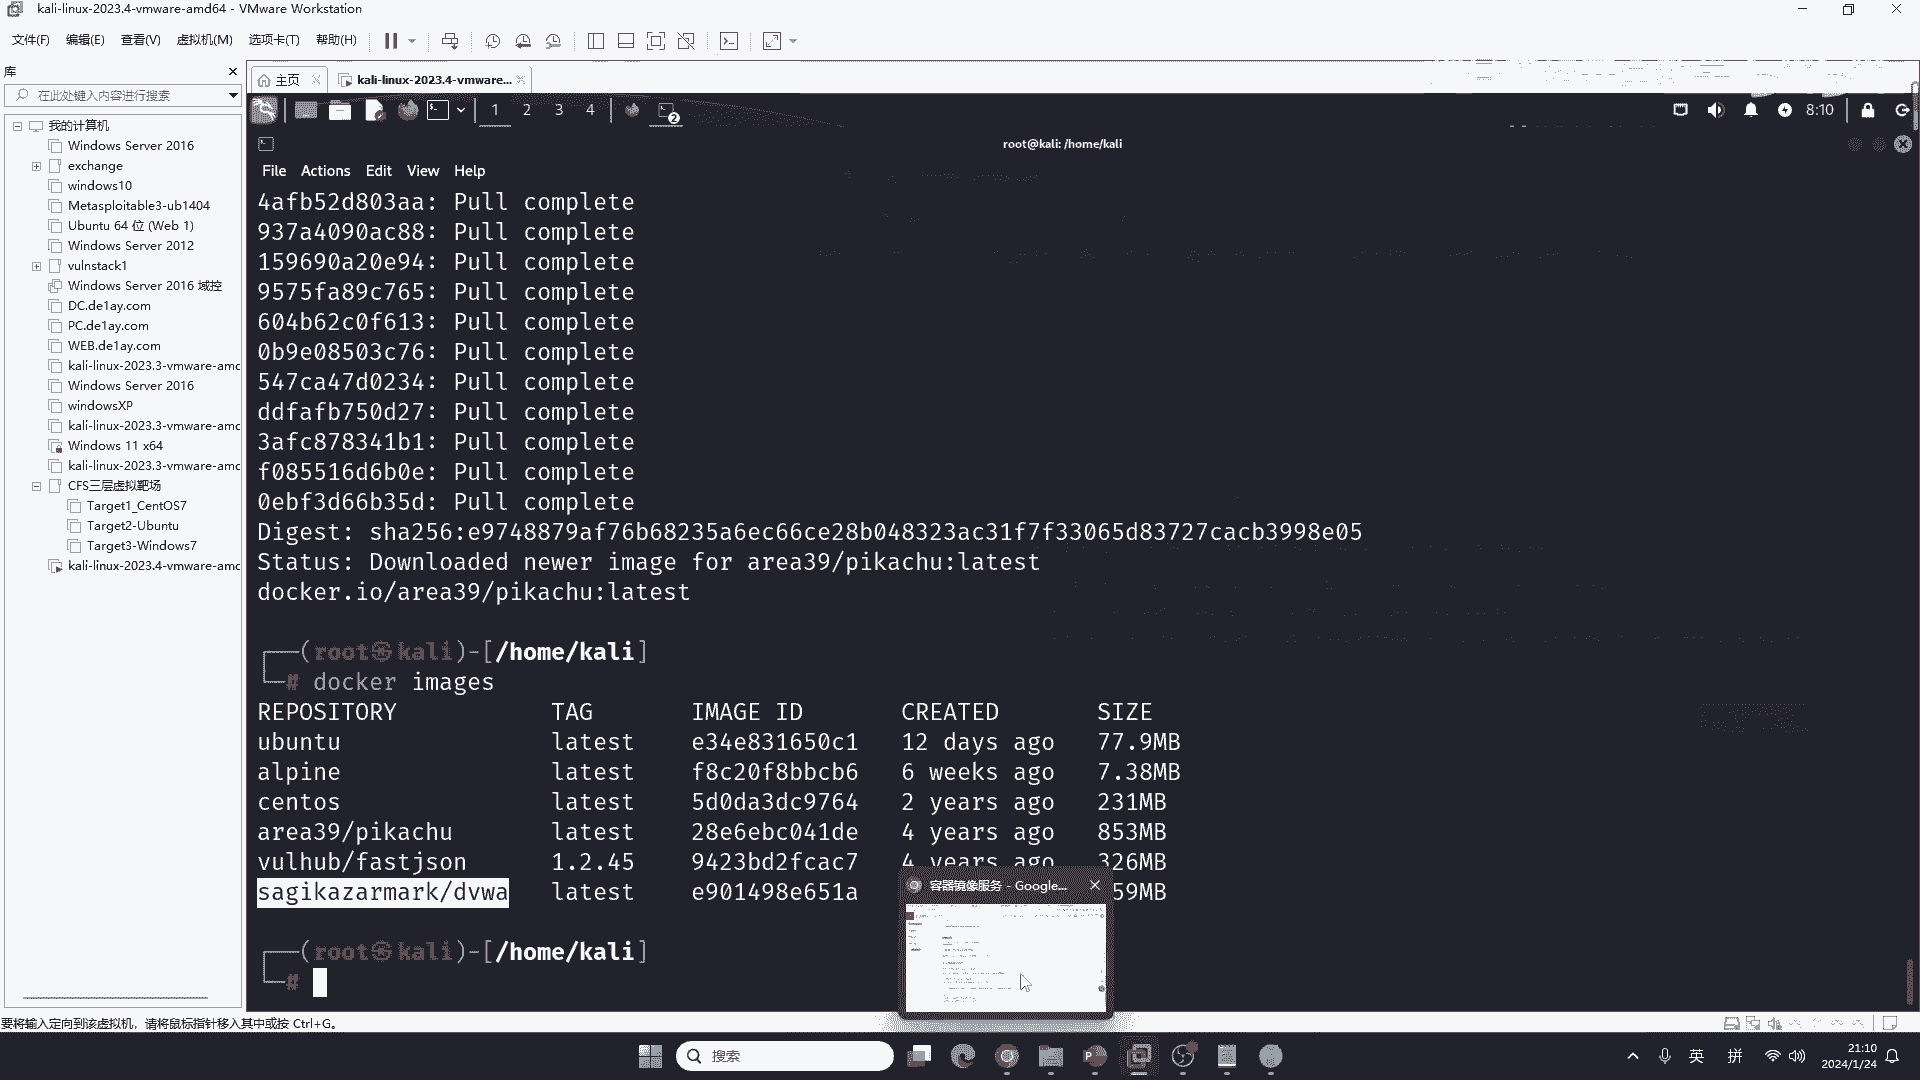 kali-linux-2023.4-vmware-amd64 - VMware Workstation
文件(F) 编辑(E) 查看(V) 虚拟机(M) 选项卡(T) 帮助(H)
库
在此处键入内容进行搜索
主页
kali-linux-2023.4-vmware...
我的计算机
Windows Server 2016
exchange
windows10
Metasploitable3-ub1404
Ubuntu 64 位 (Web 1)
Windows Server 2012
vulnstack1
Windows Server 2016 域控
DC.de1ay.com
PC.de1ay.com
WEB.de1ay.com
kali-linux-2023.3-vmware-amd
Windows Server 2016
windowsXP
kali-linux-2023.3-vmware-amd
Windows 11 x64
kali-linux-2023.3-vmware-amd
CFS三层虚拟靶场
Target1_CentOS7
Target2-Ubuntu
Target3-Windows7
kali-linux-2023.4-vmware-amd
1 2 3 4
2
8:10
root@kali: /home/kali
File Actions Edit View Help
4afb52d803aa: Pull complete
937a4090ac88: Pull complete
159690a20e94: Pull complete
9575fa89c765: Pull complete
604b62c0f613: Pull complete
0b9e08503c76: Pull complete
547ca47d0234: Pull complete
ddfafb750d27: Pull complete
3afc878341b1: Pull complete
f085516d6b0e: Pull complete
0ebf3d66b35d: Pull complete
Digest: sha256:e9748879af76b68235a6ec66ce28b048323ac31f7f33065d83727cacb3998e05
Status: Downloaded newer image for area39/pikachu:latest
docker.io/area39/pikachu:latest
┌──(root㉿kali)-[/home/kali]
└─# docker images
REPOSITORY TAG IMAGE ID CREATED SIZE
ubuntu latest e34e831650c1 12 days ago 77.9MB
alpine latest f8c20f8bbcb6 6 weeks ago 7.38MB
centos latest 5d0da3dc9764 2 years ago 231MB
area39/pikachu latest 28e6ebc041de 4 years ago 853MB
vulhub/fastjson 1.2.45 9423bd2fcac7 4 years ago 326MB
sagikazarmark/dvwa latest e901498e651a 59MB
容器镜像服务 - Google...
┌──(root㉿kali)-[/home/kali]
└─#
要将输入定向到该虚拟机，请将鼠标指针移入其中或按 Ctrl+G。
搜索
英
拼
21:10
2024/1/24